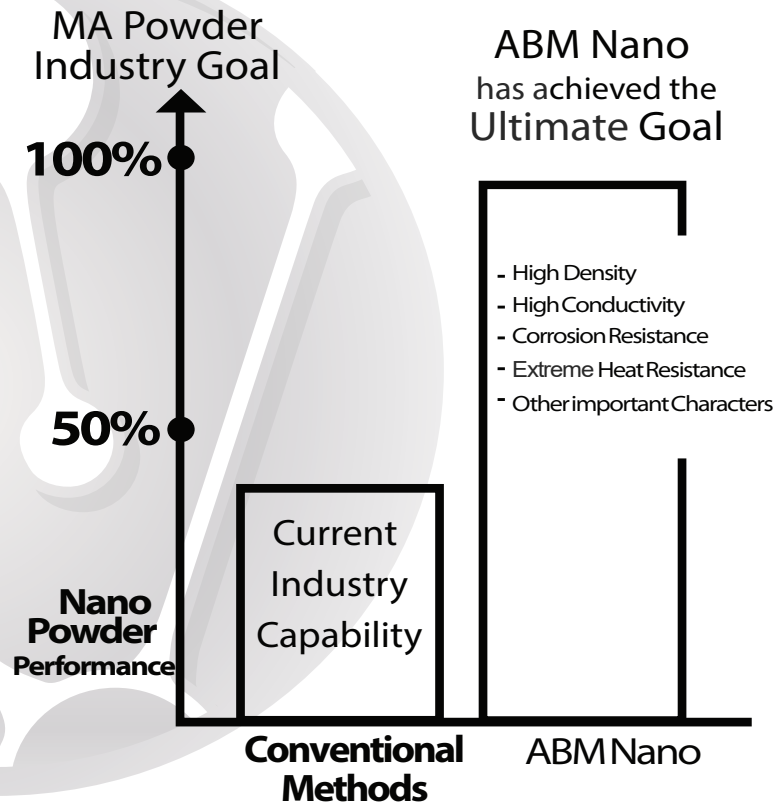 MA Powder
Industry Goal
100%
50%
Nano
Powder
Performance
ABM Nano
has achieved the
Ultimate Goal
- High Density
- High Conductivity
- Corrosion Resistance
- Extreme Heat Resistance
- Other important Characters
Current
Industry
Capability
Conventional
Methods
ABM Nano